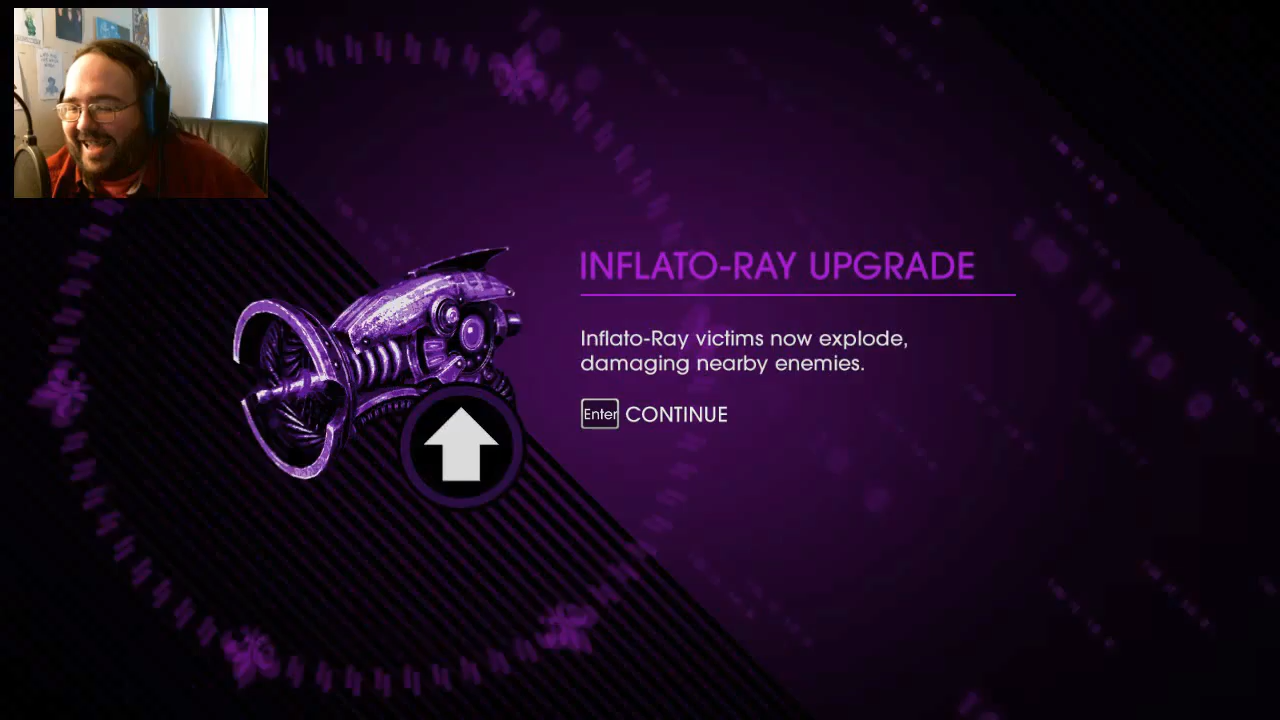 INFLATO-RAY UPGRADE
Inflato-Ray victims now explode,
damaging nearby enemies.
Enter CONTINUE